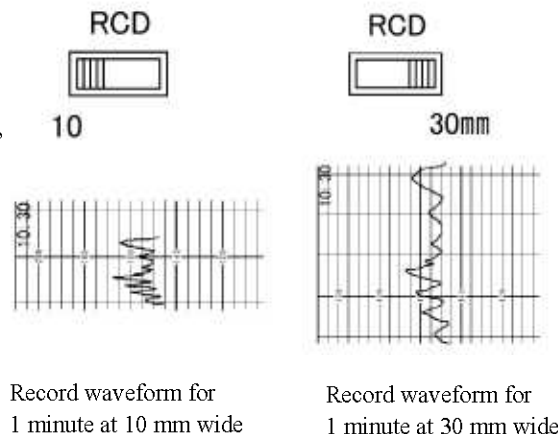 RCD
10
RCD
30mm
10.30
10.30
Record waveform for
1 minute at 10 mm wide
Record waveform for
1 minute at 30 mm wide